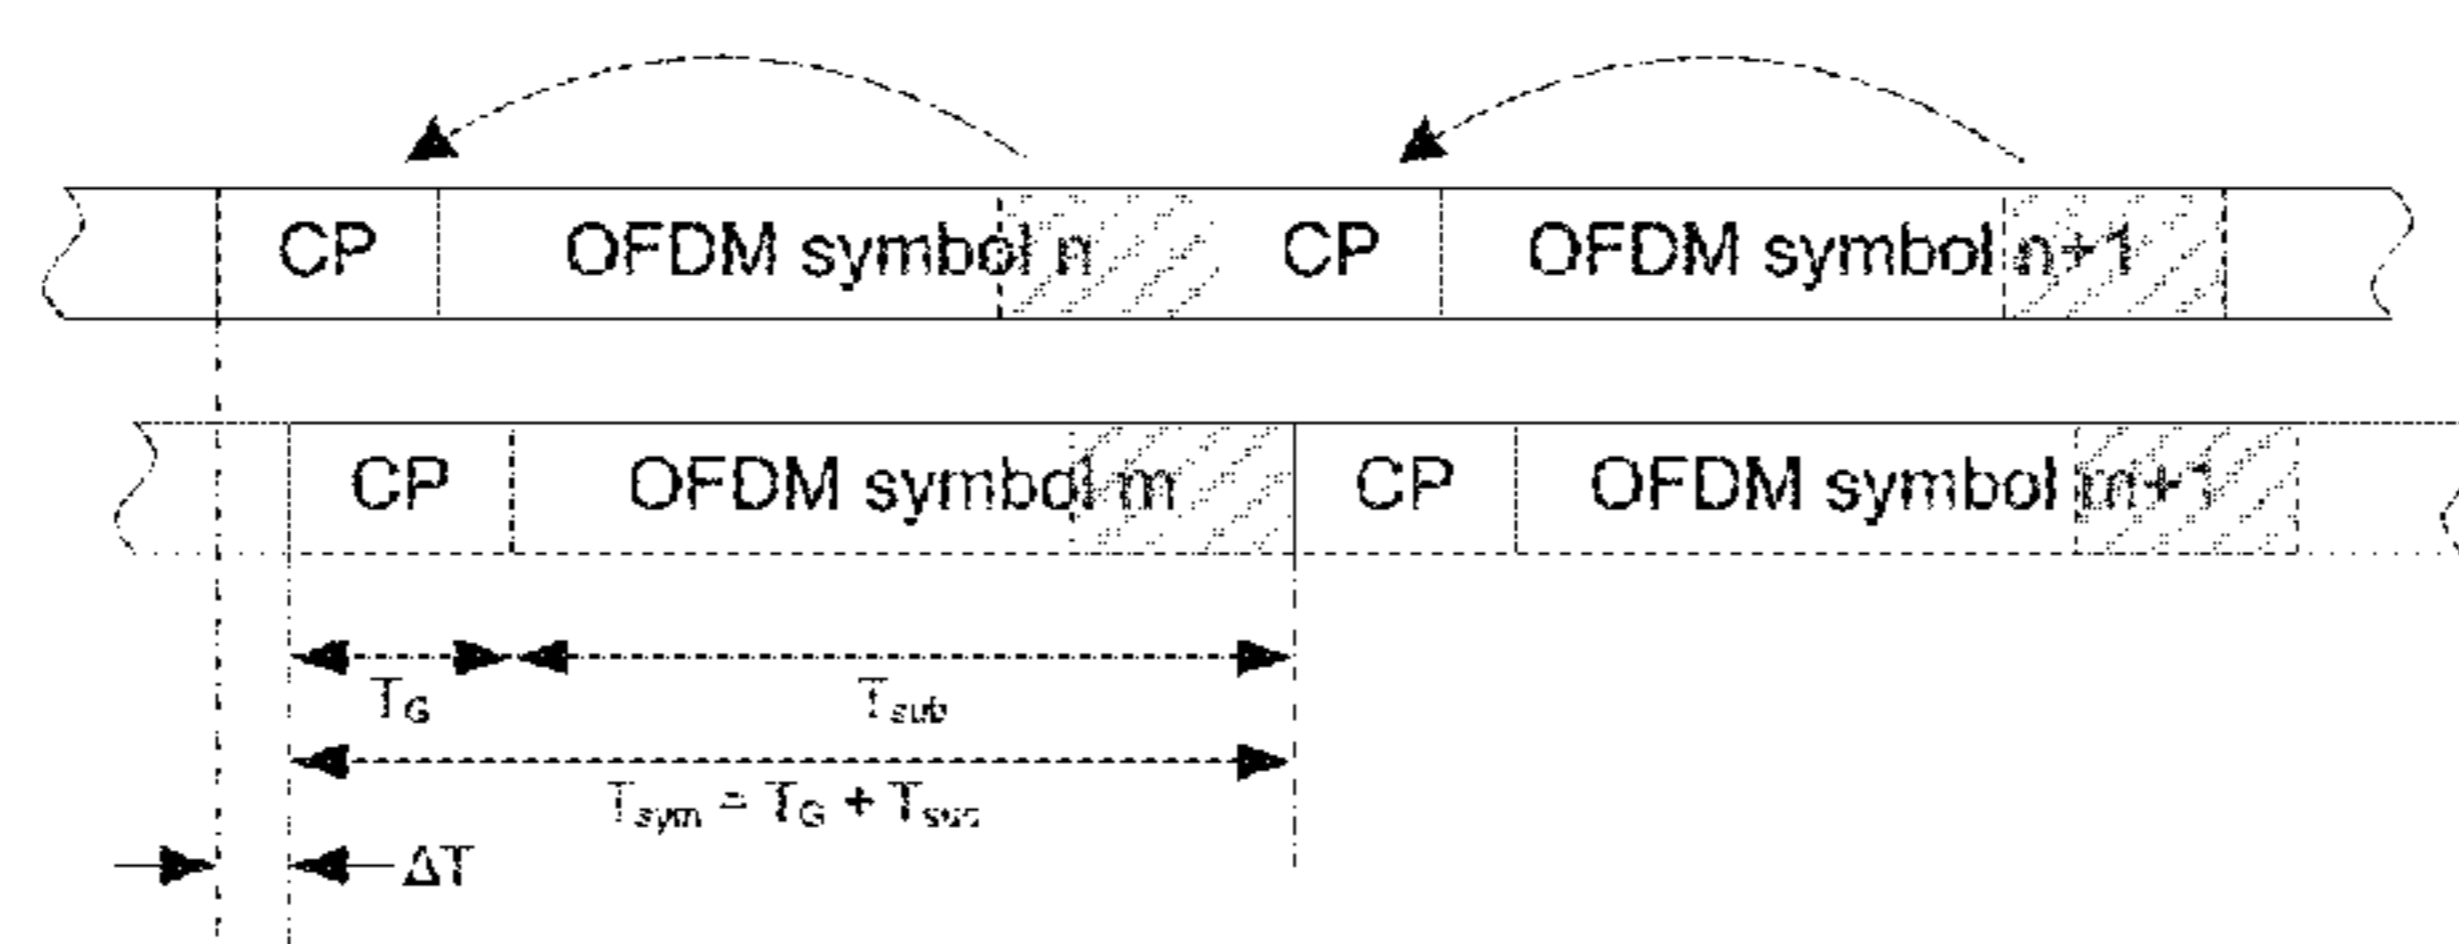 CP OFDM symbol n CP OFDM symbol n+1
CP OFDM symbol m CP OFDM symbol m+1
T_G T_sub
T_sym = T_G + T_sub
ΔT